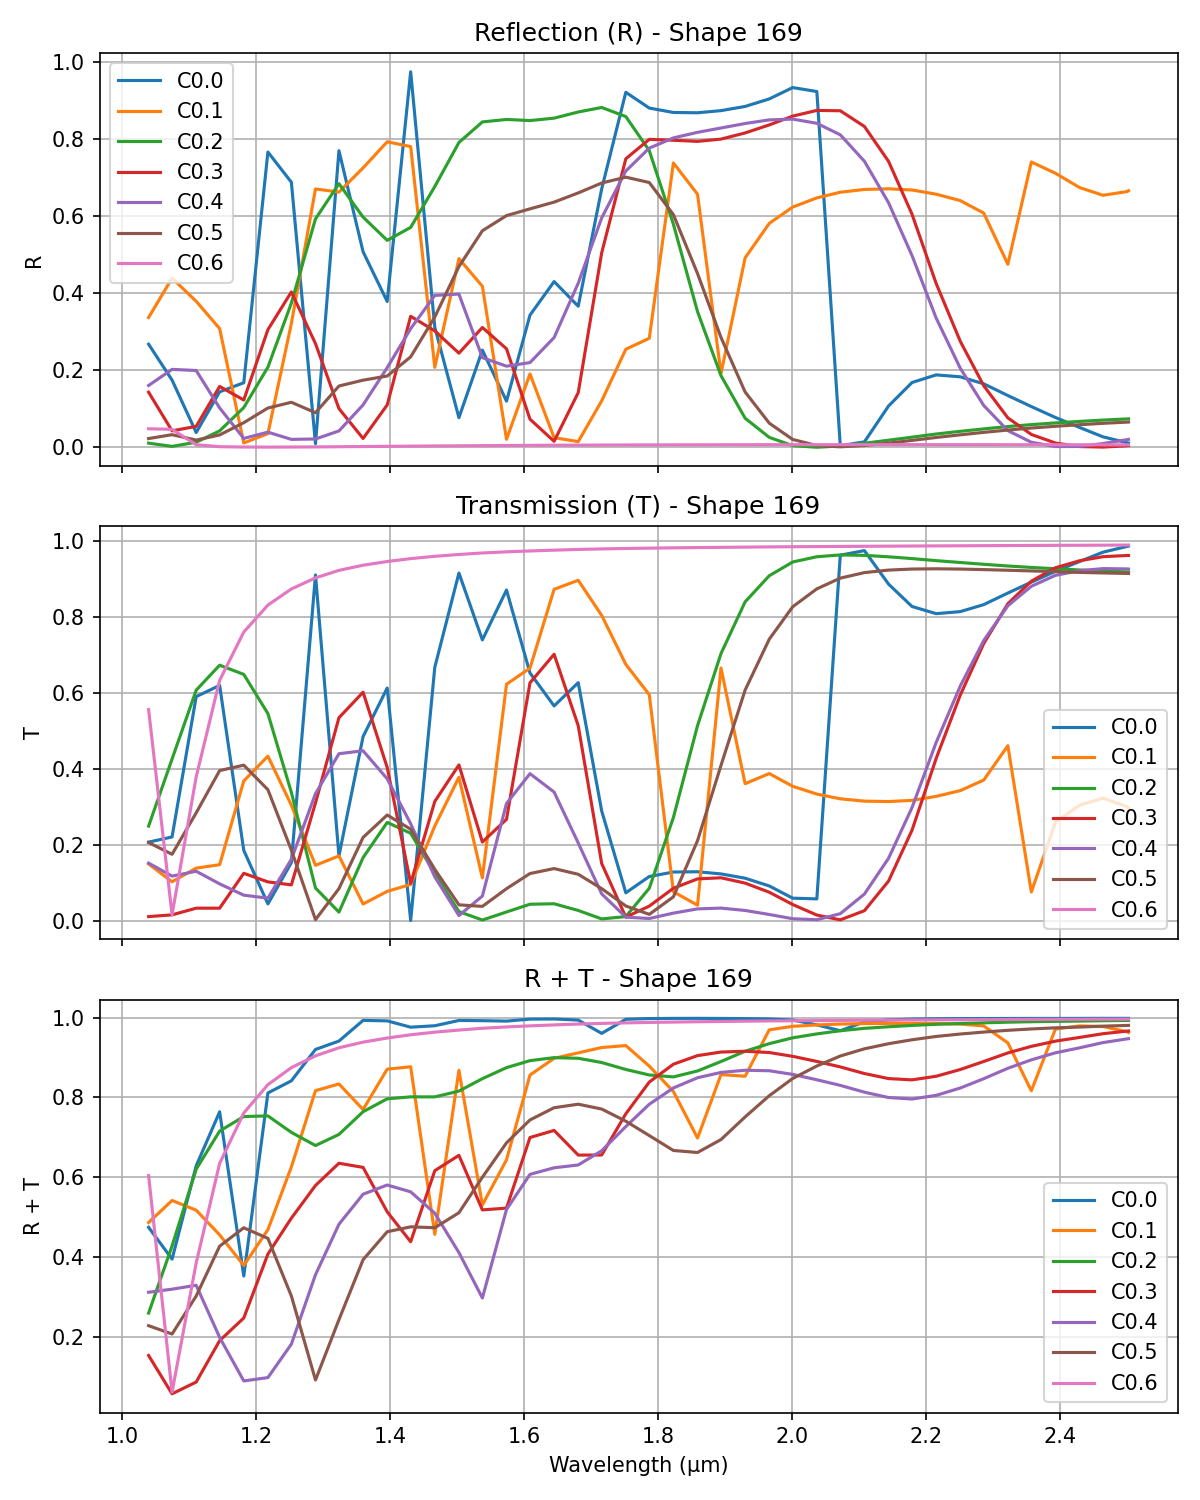 Reflection (R) - Shape 169
1.0
0.8
0.6
0.4
0.2
0.0
R
C0.0
C0.1
C0.2
C0.3
C0.4
C0.5
C0.6
Transmission (T) - Shape 169
1.0
0.8
0.6
0.4
0.2
0.0
T
C0.0
C0.1
C0.2
C0.3
C0.4
C0.5
C0.6
R + T - Shape 169
1.0
0.8
0.6
0.4
0.2
R + T
C0.0
C0.1
C0.2
C0.3
C0.4
C0.5
C0.6
1.0 1.2 1.4 1.6 1.8 2.0 2.2 2.4
Wavelength (μm)